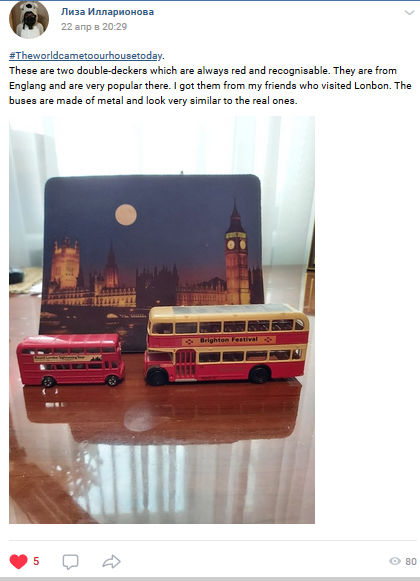 Лиза Илларионова
22 апр в 20:29
#Theworldcametoourhousetoday.
These are two double-deckers which are always red and recognisable. They are from
Englang and are very popular there. I got them from my friends who visited Lonbon. The
buses are made of metal and look very similar to the real ones.
Brighton Festival
5
80